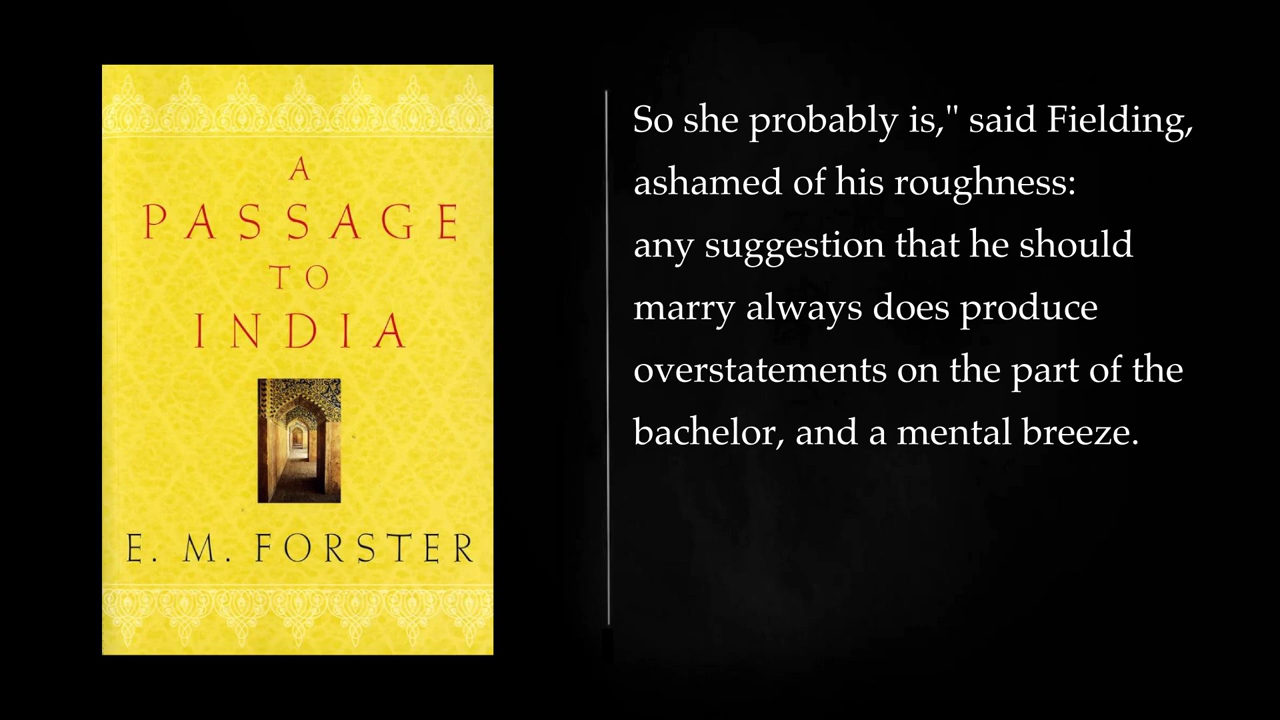 A
PASSAGE
TO
INDIA
E. M. FORSTER
So she probably is," said Fielding,
ashamed of his roughness:
any suggestion that he should
marry always does produce
overstatements on the part of the
bachelor, and a mental breeze.